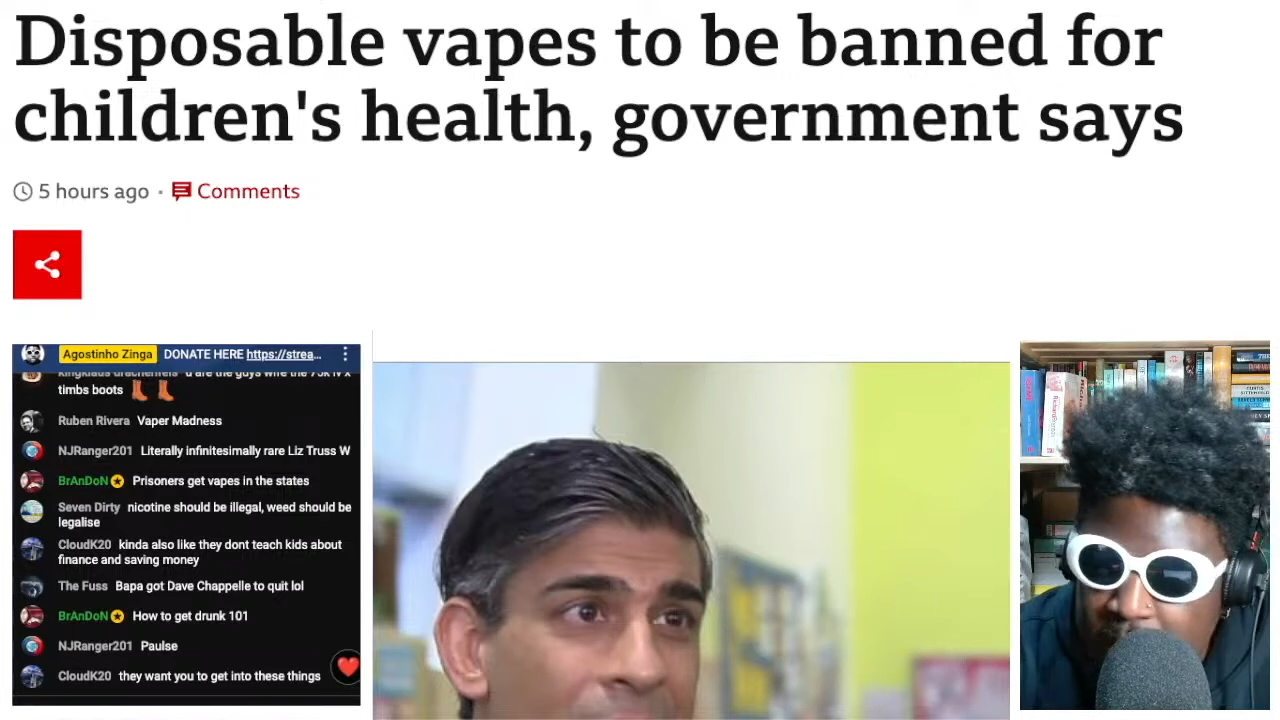 Disposable vapes to be banned for
children's health, government says
5 hours ago · Comments
Agostinho Zinga DONATE HERE https://strea...
timbs boots
Ruben Rivera Vaper Madness
NJRanger201 Literally infinitesimally rare Liz Truss W
BrAnDoN Prisoners get vapes in the states
Seven Dirty nicotine should be illegal, weed should be
legalise
CloudK20 kinda also like they dont teach kids about
finance and saving money
The Fuss Bapa got Dave Chappelle to quit lol
BrAnDoN How to get drunk 101
NJRanger201 Paulse
CloudK20 they want you to get into these things